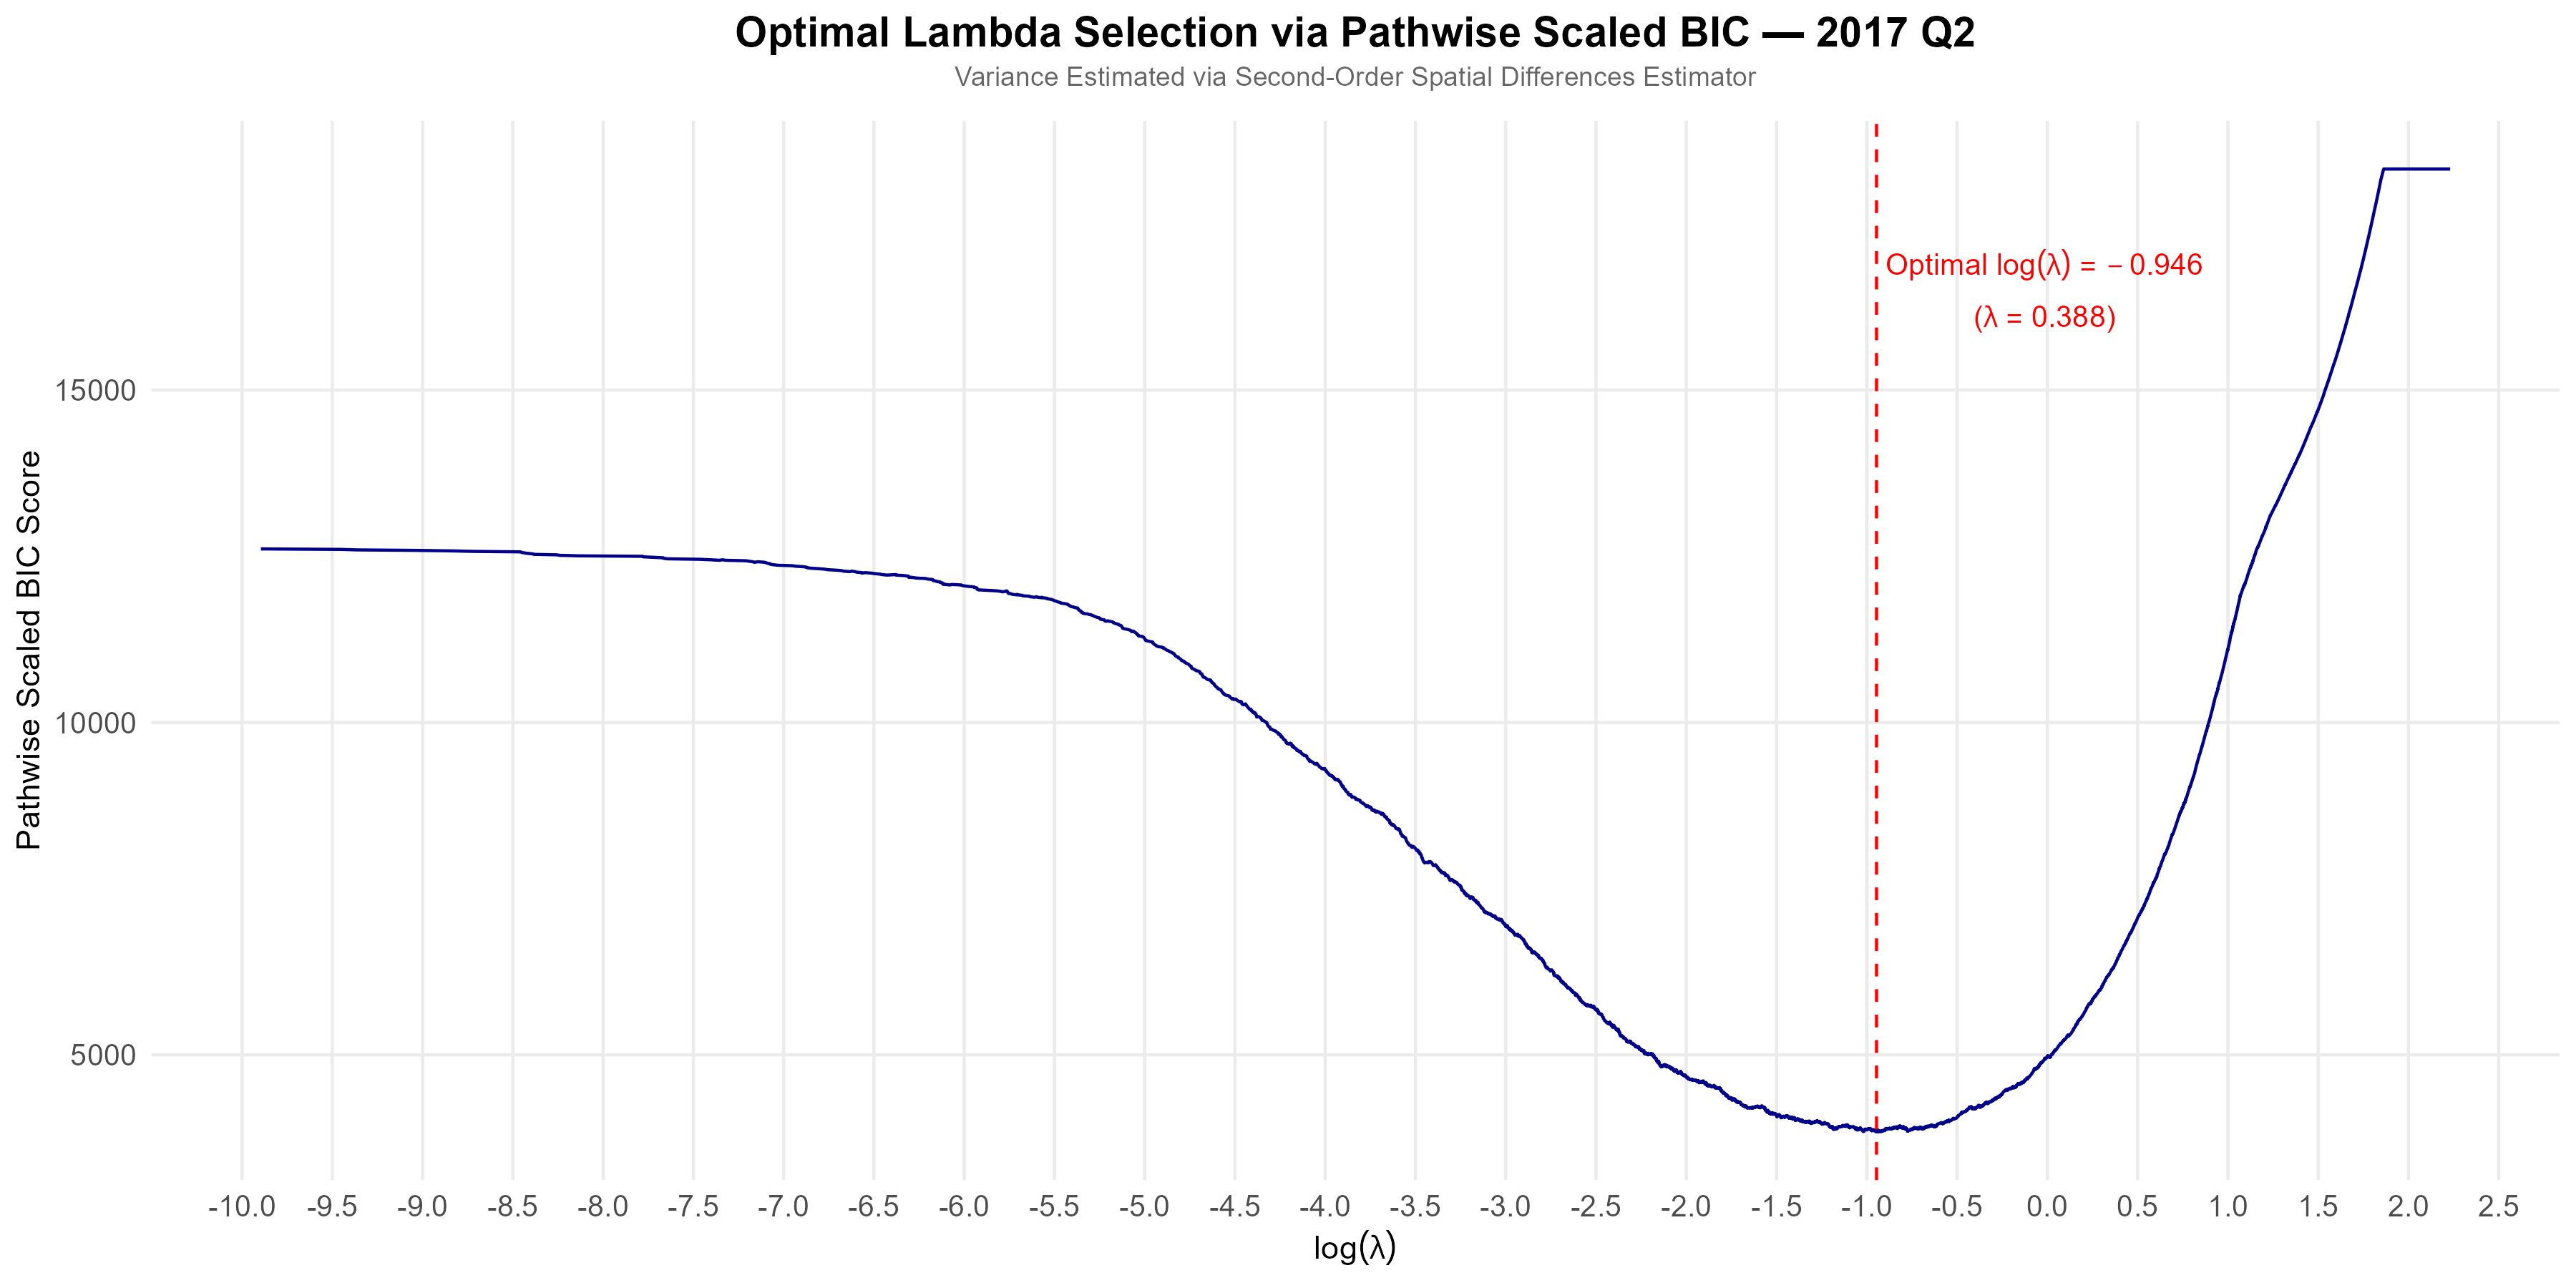 Optimal Lambda Selection via Pathwise Scaled BIC — 2017 Q2
Variance Estimated via Second-Order Spatial Differences Estimator
Optimal log(λ) = − 0.946
(λ = 0.388)
Pathwise Scaled BIC Score
15000
10000
5000
-10.0 -9.5 -9.0 -8.5 -8.0 -7.5 -7.0 -6.5 -6.0 -5.5 -5.0 -4.5 -4.0 -3.5 -3.0 -2.5 -2.0 -1.5 -1.0 -0.5 0.0 0.5 1.0 1.5 2.0 2.5
log(λ)